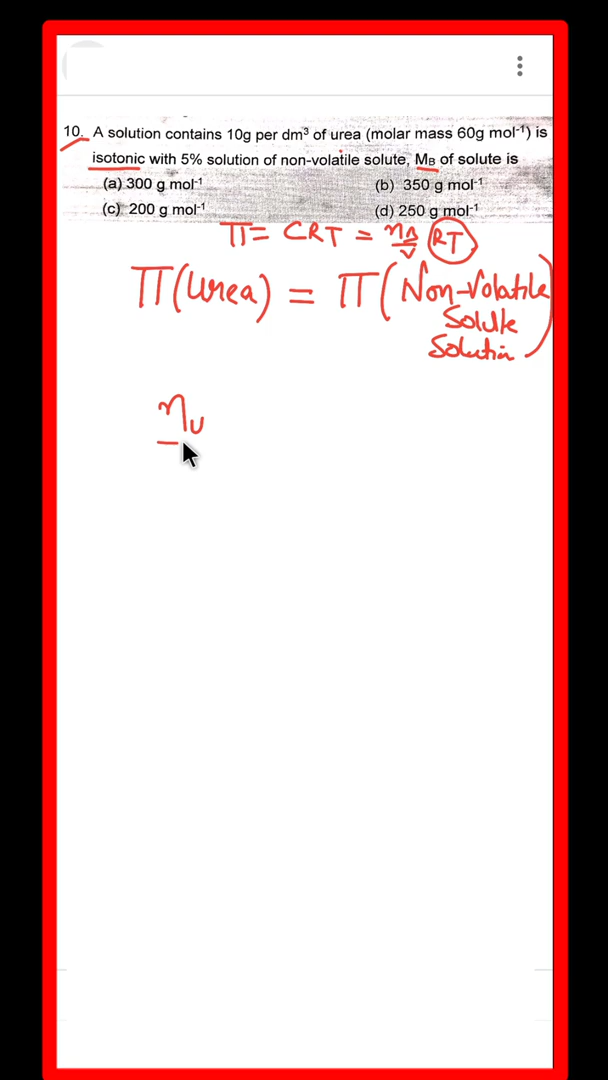 10. A solution contains 10g per dm³ of urea (molar mass 60g mol⁻¹) is
isotonic with 5% solution of non-volatile solute, MB of solute is
(a) 300 g mol⁻¹ (b) 350 g mol⁻¹
(c) 200 g mol⁻¹ (d) 250 g mol⁻¹
π = CRT = nB/V RT
π(Urea) = π(Non-Volatile
Solute
Solution)
nU